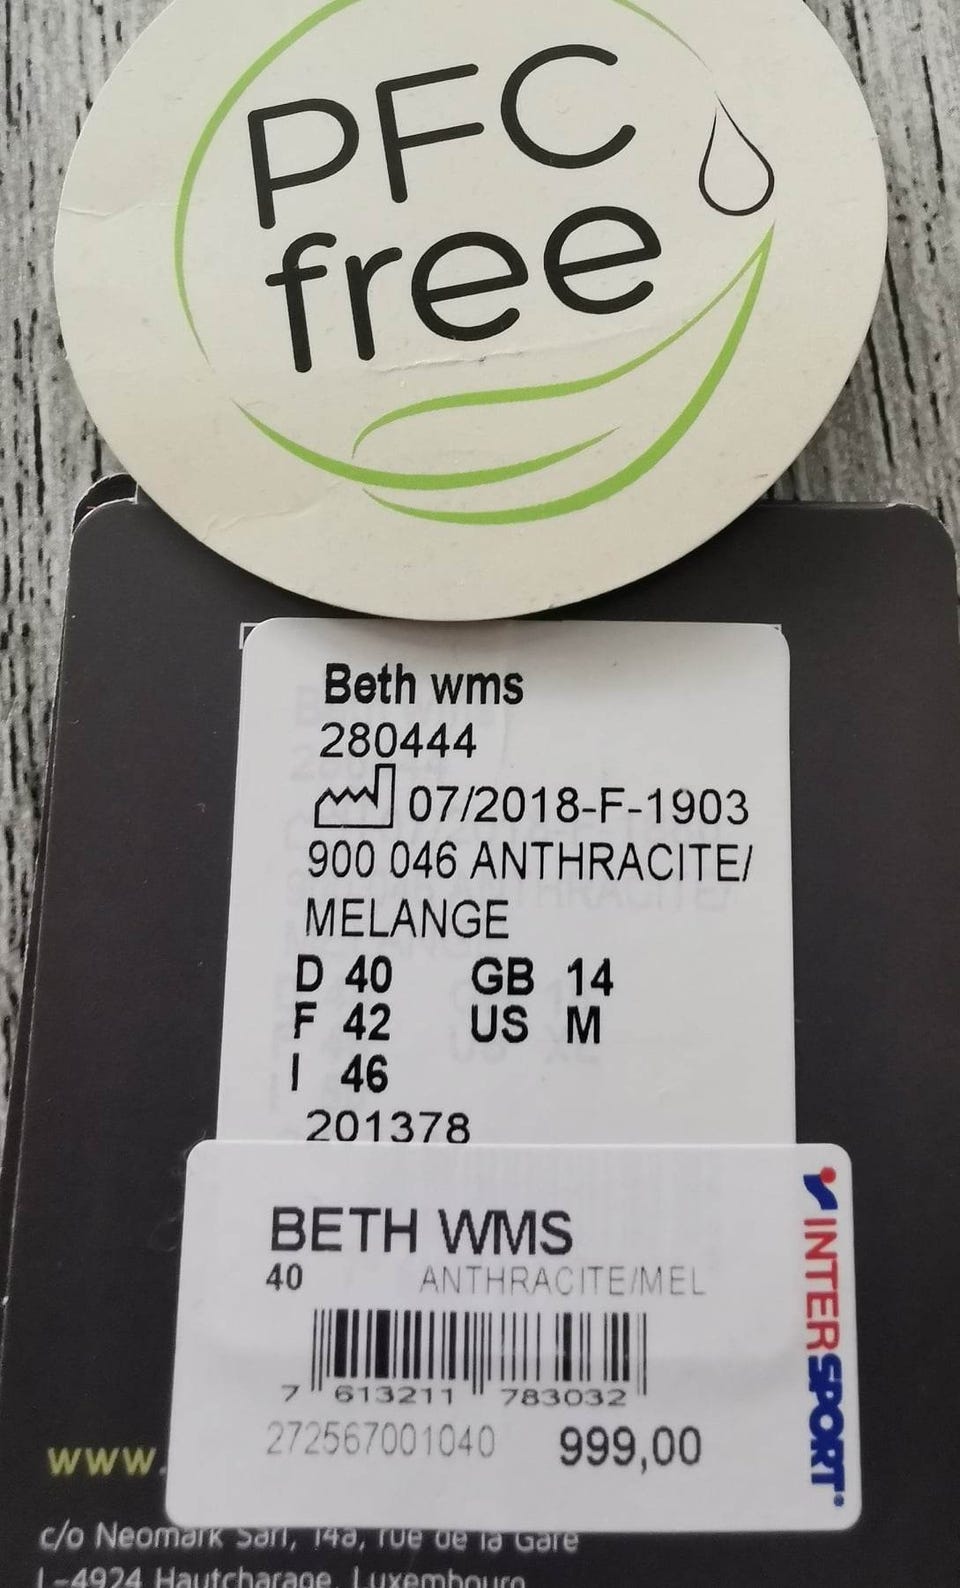 PFC
free
Beth wms
280444
07/2018-F-1903
900 046 ANTHRACITE/
MELANGE
D 40 GB 14
F 42 US M
I 46
201378
BETH WMS
40 ANTHRACITE/MEL
7 613211 783032
272567001040 999,00
INTERSPORT
www.
c/o Neomark Sarl, 14a, rue de la Gare
L-4924 Hautcharage, Luxembourg